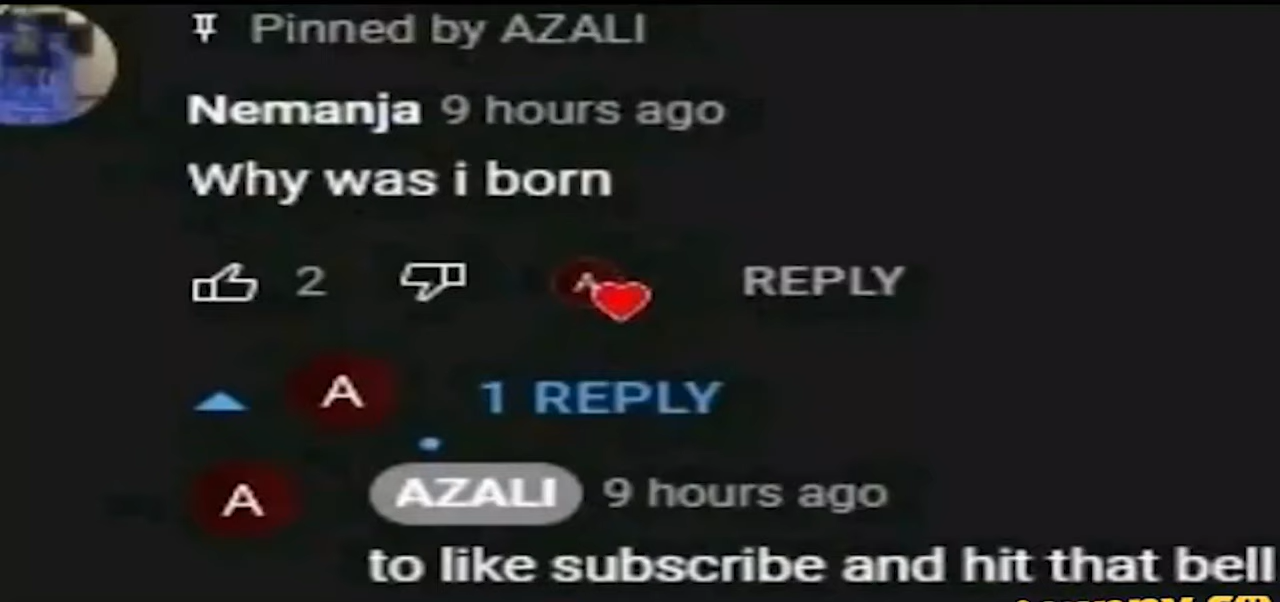 Pinned by AZALI
Nemanja 9 hours ago
Why was i born
2 A REPLY
A 1 REPLY
A AZALI 9 hours ago
to like subscribe and hit that bell